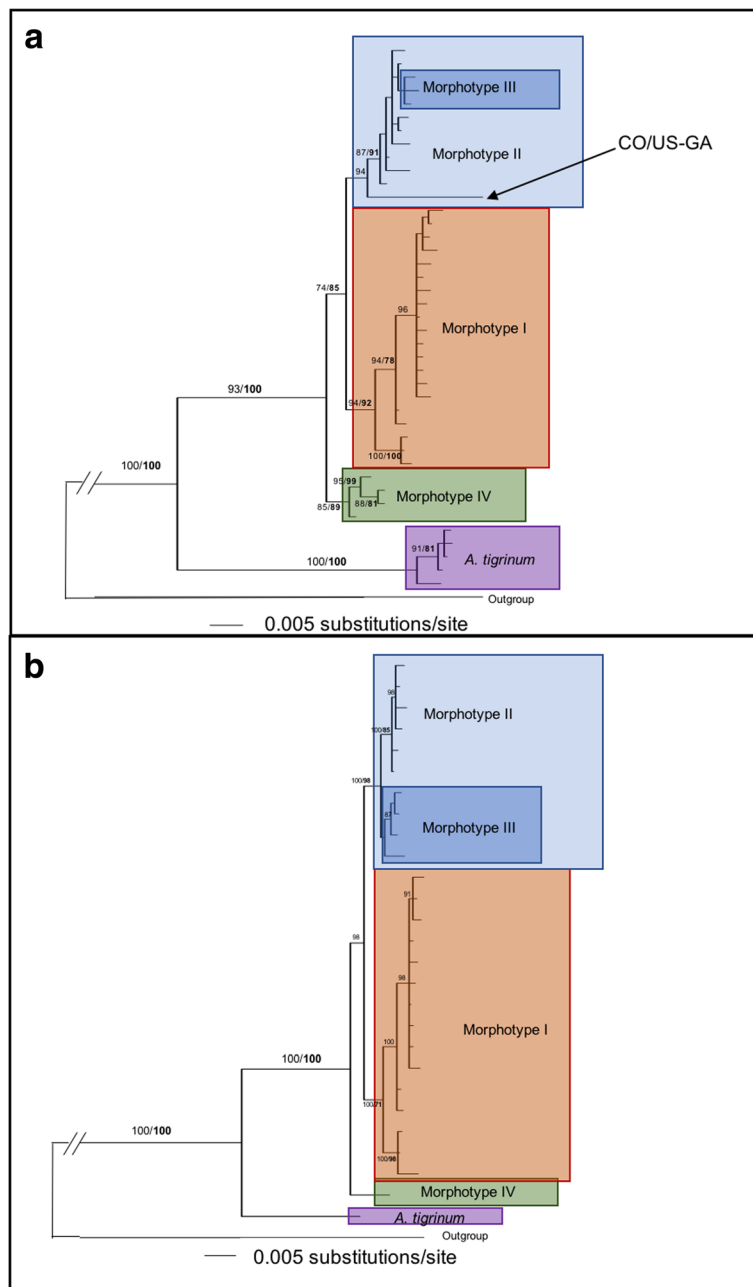 a
Morphotype III
CO/US-GA
87/91
Morphotype II
94
74/85
96
Morphotype I
94/78
93/100
94/92
100/100
100/100
95/99
Morphotype IV
88/81
85/89
91/81
A. tigrinum
100/100
Outgroup
0.005 substitutions/site
b
98
Morphotype II
100/85
100/98
87
Morphotype III
91
98
98
Morphotype I
100
100/100
100/71
100/100
100/98
Morphotype IV
A. tigrinum
Outgroup
0.005 substitutions/site